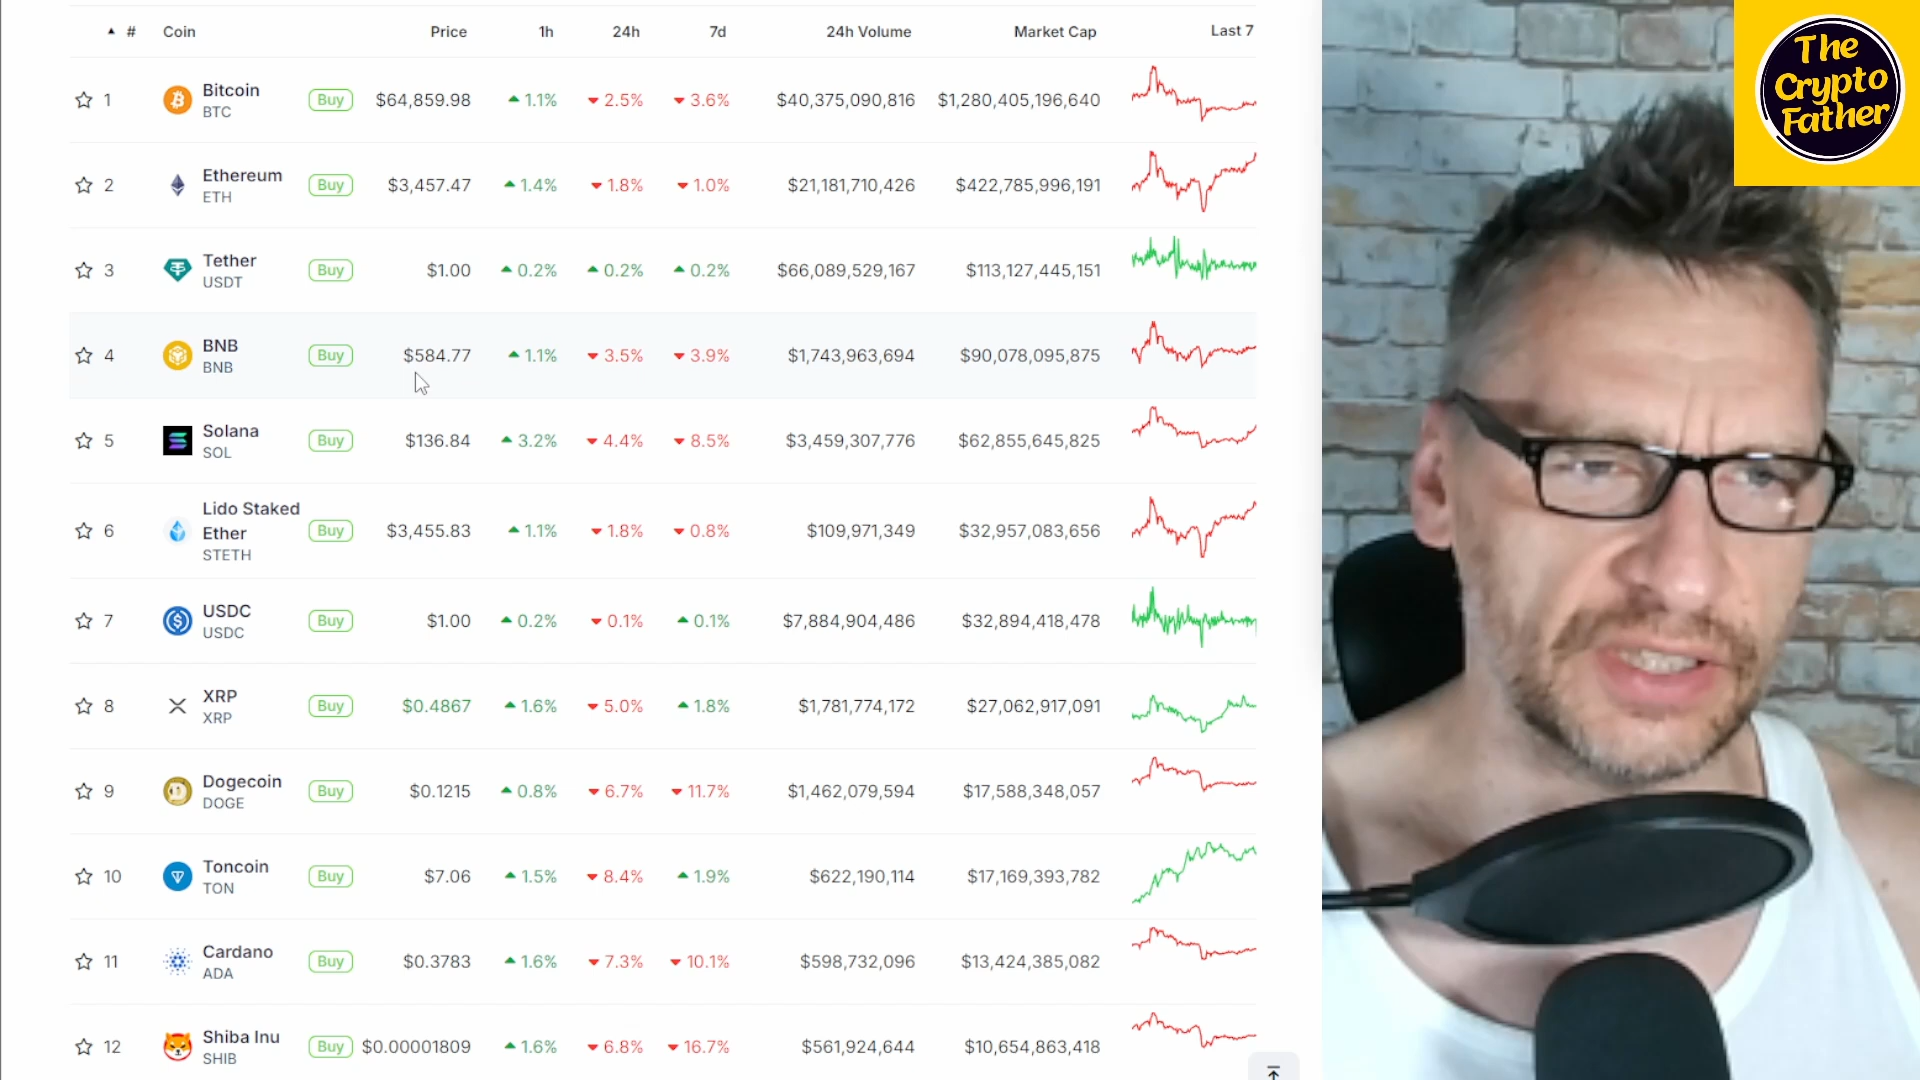 # Coin Price 1h 24h 7d 24h Volume Market Cap Last 7
1 Bitcoin BTC Buy $64,859.98 1.1% 2.5% 3.6% $40,375,090,816 $1,280,405,196,640
2 Ethereum ETH Buy $3,457.47 1.4% 1.8% 1.0% $21,181,710,426 $422,785,996,191
3 Tether USDT Buy $1.00 0.2% 0.2% 0.2% $66,089,529,167 $113,127,445,151
4 BNB BNB Buy $584.77 1.1% 3.5% 3.9% $1,743,963,694 $90,078,095,875
5 Solana SOL Buy $136.84 3.2% 4.4% 8.5% $3,459,307,776 $62,855,645,825
6 Lido Staked Ether STETH Buy $3,455.83 1.1% 1.8% 0.8% $109,971,349 $32,957,083,656
7 USDC USDC Buy $1.00 0.2% 0.1% 0.1% $7,884,904,486 $32,894,418,478
8 XRP XRP Buy $0.4867 1.6% 5.0% 1.8% $1,781,774,172 $27,062,917,091
9 Dogecoin DOGE Buy $0.1215 0.8% 6.7% 11.7% $1,462,079,594 $17,588,348,057
10 Toncoin TON Buy $7.06 1.5% 8.4% 1.9% $622,190,114 $17,169,393,782
11 Cardano ADA Buy $0.3783 1.6% 7.3% 10.1% $598,732,096 $13,424,385,082
12 Shiba Inu SHIB Buy $0.00001809 1.6% 6.8% 16.7% $561,924,644 $10,654,863,418
The
Crypto
Father